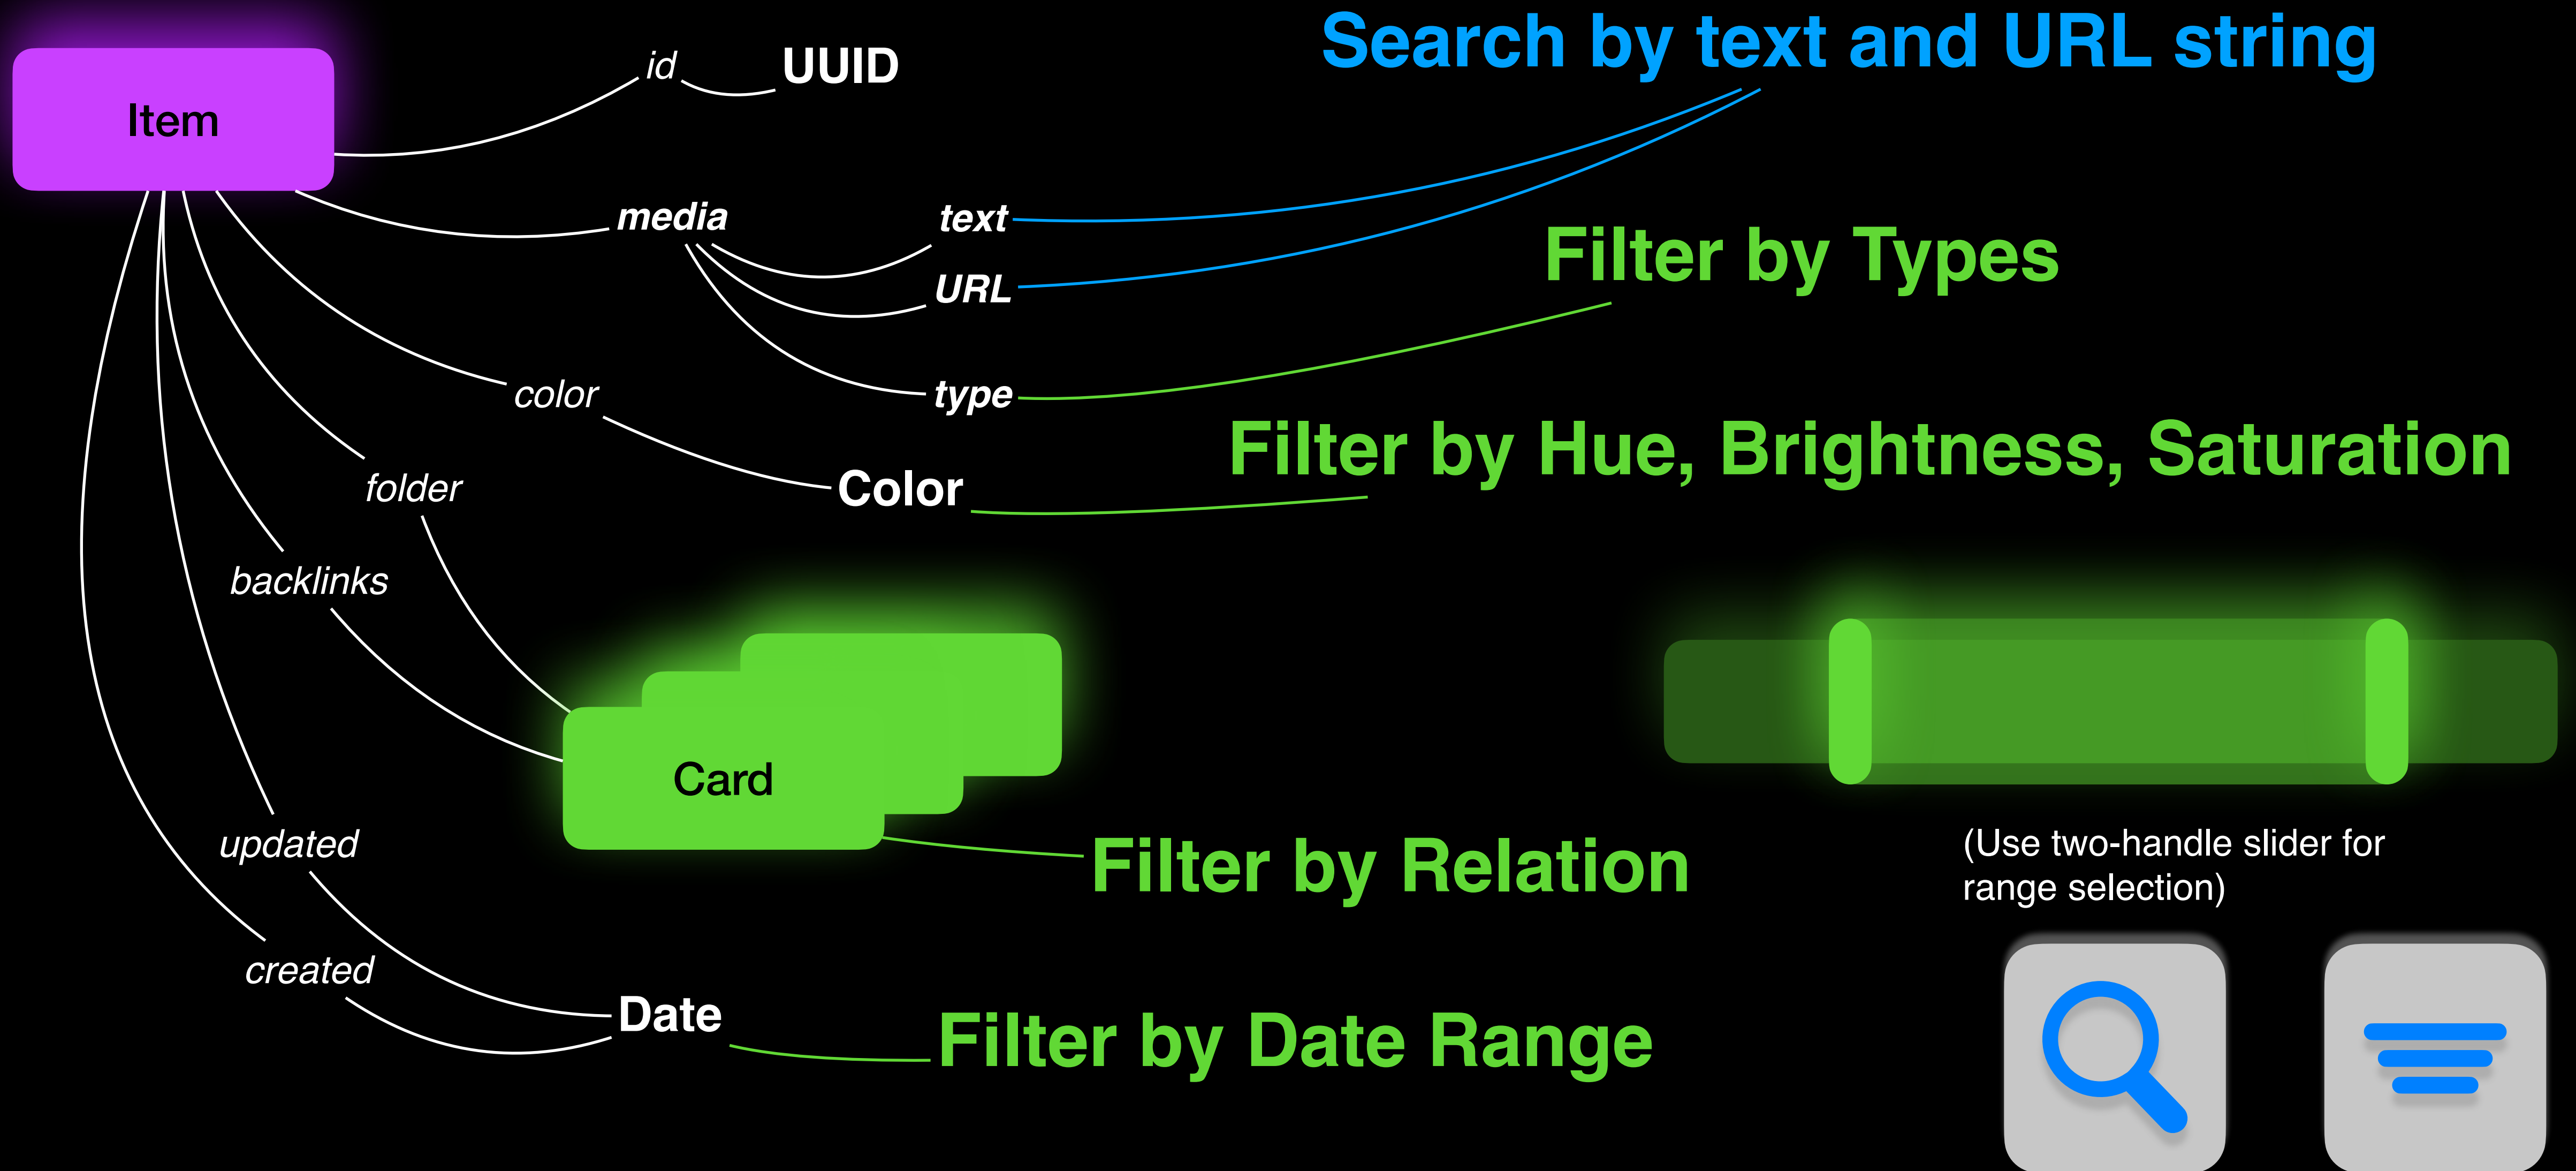 Search by text and URL string
id
UUID
Item
media
text
Filter by Types
URL
color
type
Filter by Hue, Brightness, Saturation
folder
Color
backlinks
Card
updated
(Use two-handle slider for
range selection)
Filter by Relation
created
Date
Filter by Date Range